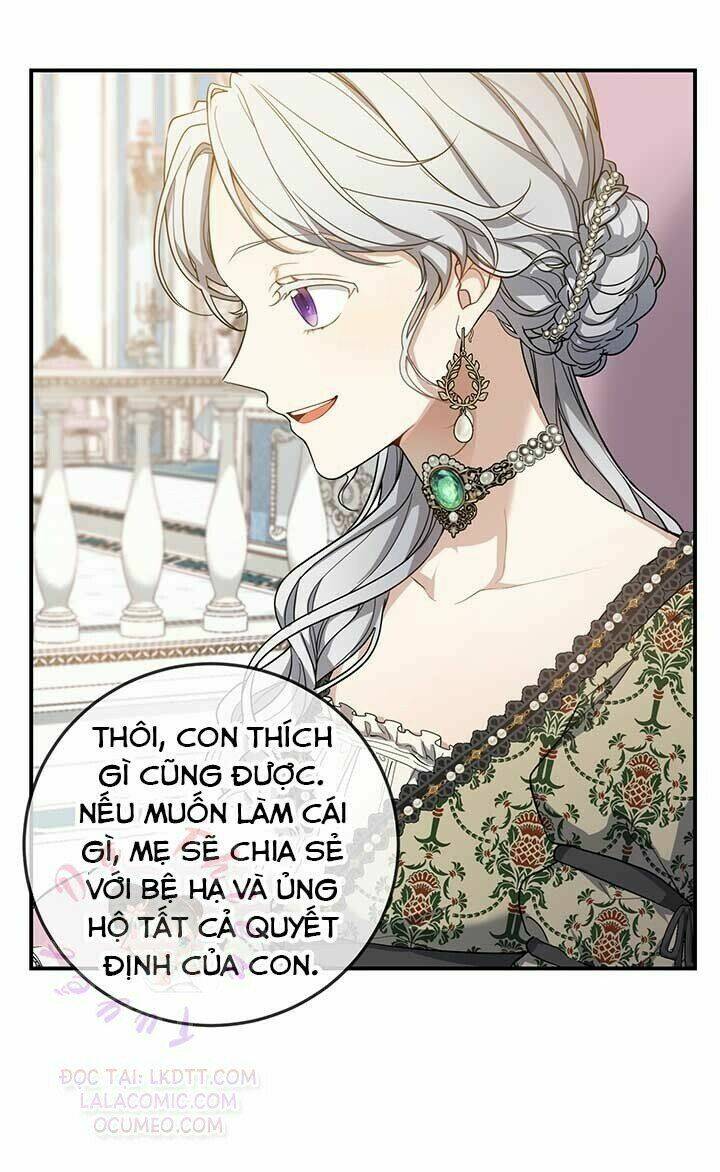 THÔI, CON THÍCH
GÌ CŨNG ĐƯỢC.
NẾU MUỐN LÀM CÁI
GÌ, MẸ SẼ CHIA SẺ
VỚI BỆ HẠ VÀ ỦNG
HỘ TẤT CẢ QUYẾT
ĐỊNH CỦA CON.
ĐỌC TẠI: LKDTT.COM
LALACOMIC.COM
OCUMEO.COM